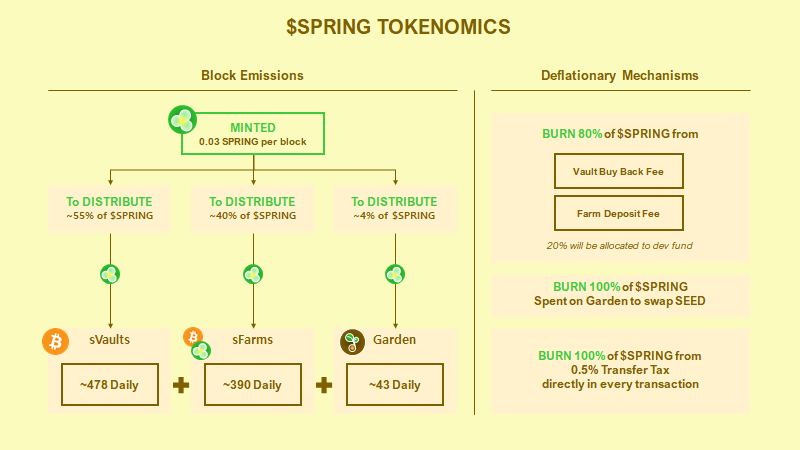 $SPRING TOKENOMICS
Block Emissions
MINTED
0.03 SPRING per block
To DISTRIBUTE
~55% of $SPRING
To DISTRIBUTE
~40% of $SPRING
To DISTRIBUTE
~4% of $SPRING
sVaults
~478 Daily
sFarms
~390 Daily
Garden
~43 Daily
Deflationary Mechanisms
BURN 80% of $SPRING from
Vault Buy Back Fee
Farm Deposit Fee
20% will be allocated to dev fund
BURN 100% of $SPRING
Spent on Garden to swap SEED
BURN 100% of $SPRING from
0.5% Transfer Tax
directly in every transaction